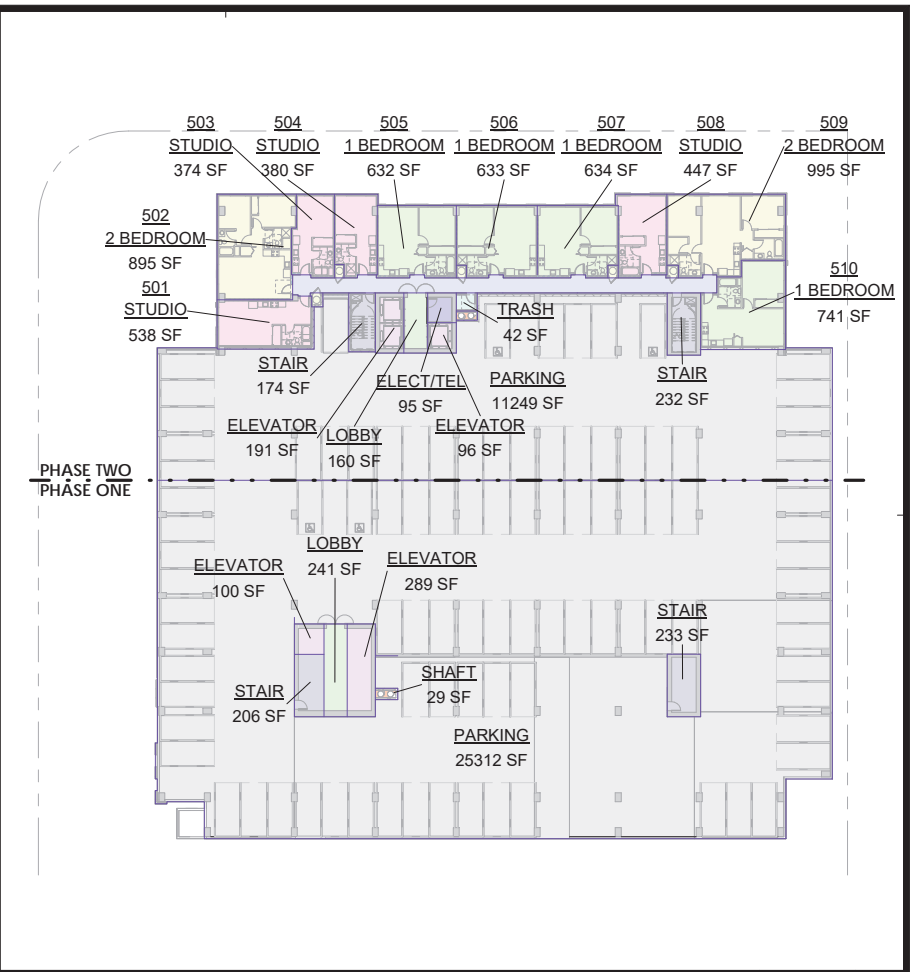 503
STUDIO
374 SF
504
STUDIO
380 SF
505
1 BEDROOM
632 SF
506
1 BEDROOM
633 SF
507
1 BEDROOM
634 SF
508
STUDIO
447 SF
509
2 BEDROOM
995 SF
502
2 BEDROOM
895 SF
501
STUDIO
538 SF
510
1 BEDROOM
741 SF
TRASH
42 SF
STAIR
174 SF
ELECT/TEL
95 SF
PARKING
11249 SF
STAIR
232 SF
ELEVATOR
191 SF
LOBBY
160 SF
ELEVATOR
96 SF
PHASE TWO
PHASE ONE
LOBBY
241 SF
ELEVATOR
100 SF
ELEVATOR
289 SF
STAIR
233 SF
STAIR
206 SF
SHAFT
29 SF
PARKING
25312 SF